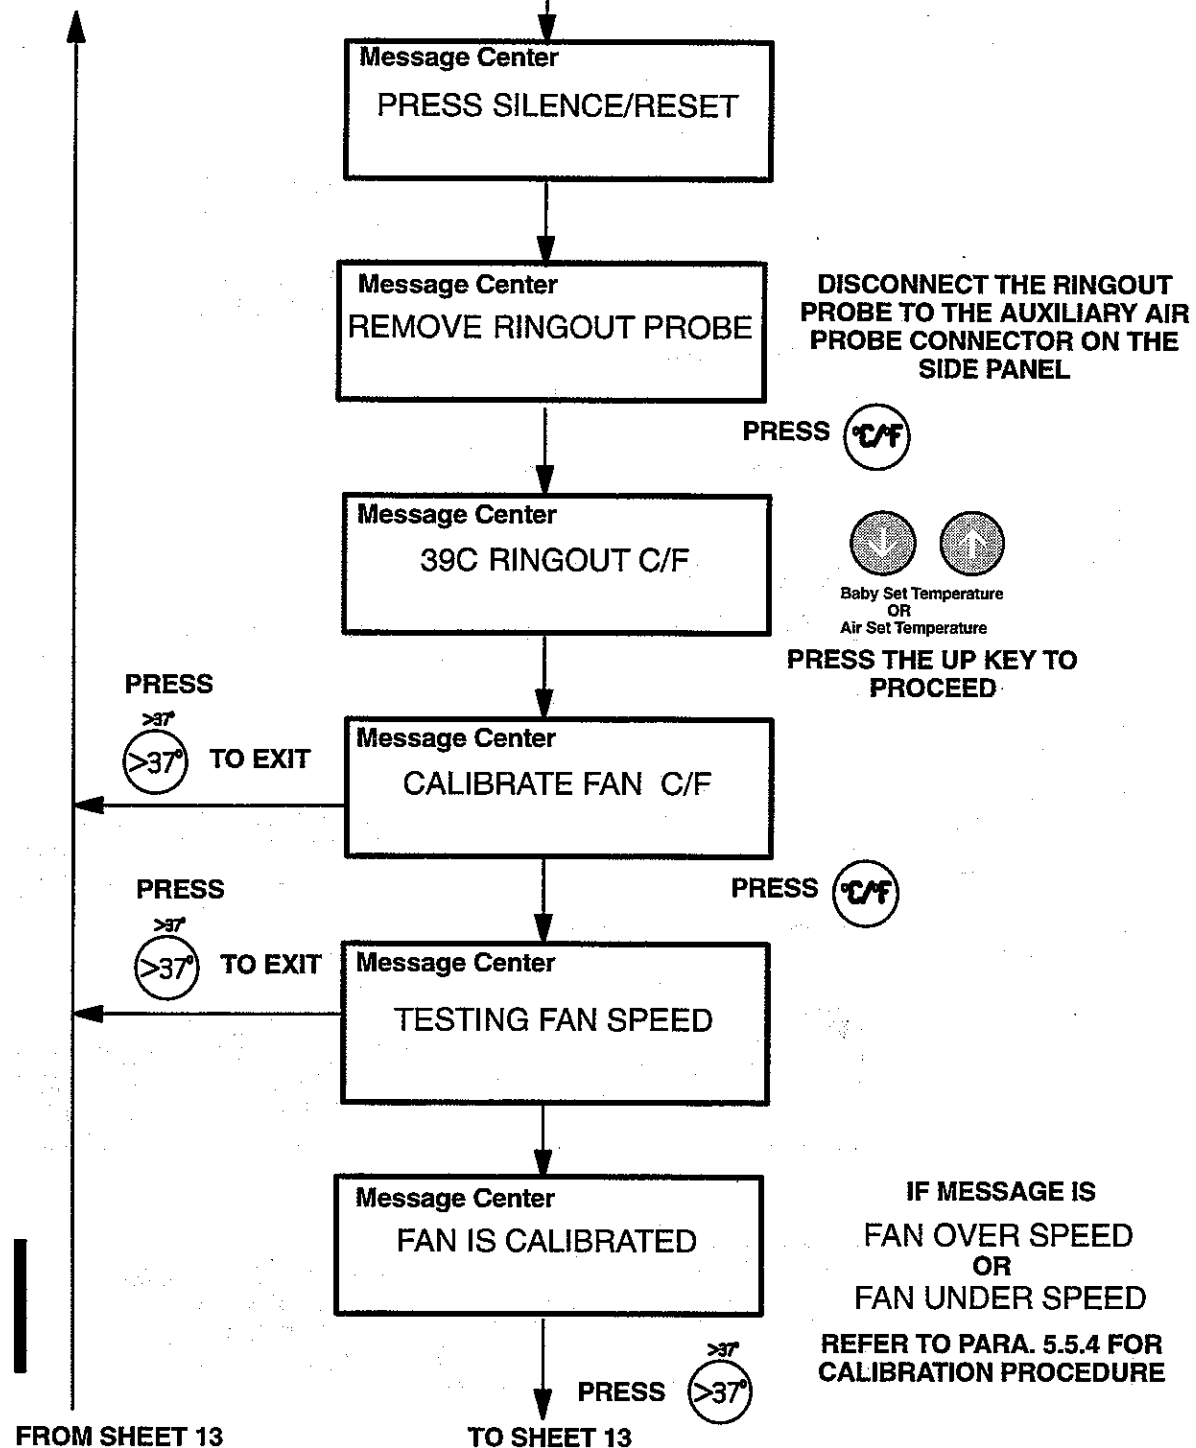 Message Center
PRESS SILENCE/RESET
Message Center
REMOVE RINGOUT PROBE
DISCONNECT THE RINGOUT
PROBE TO THE AUXILIARY AIR
PROBE CONNECTOR ON THE
SIDE PANEL
PRESS °C/°F
Message Center
39C RINGOUT C/F
Baby Set Temperature
OR
Air Set Temperature
PRESS THE UP KEY TO
PROCEED
PRESS
>37°
>37° TO EXIT
Message Center
CALIBRATE FAN C/F
PRESS °C/°F
PRESS
>37°
>37° TO EXIT
Message Center
TESTING FAN SPEED
Message Center
FAN IS CALIBRATED
IF MESSAGE IS
FAN OVER SPEED
OR
FAN UNDER SPEED
REFER TO PARA. 5.5.4 FOR
CALIBRATION PROCEDURE
>37°
PRESS >37°
FROM SHEET 13
TO SHEET 13